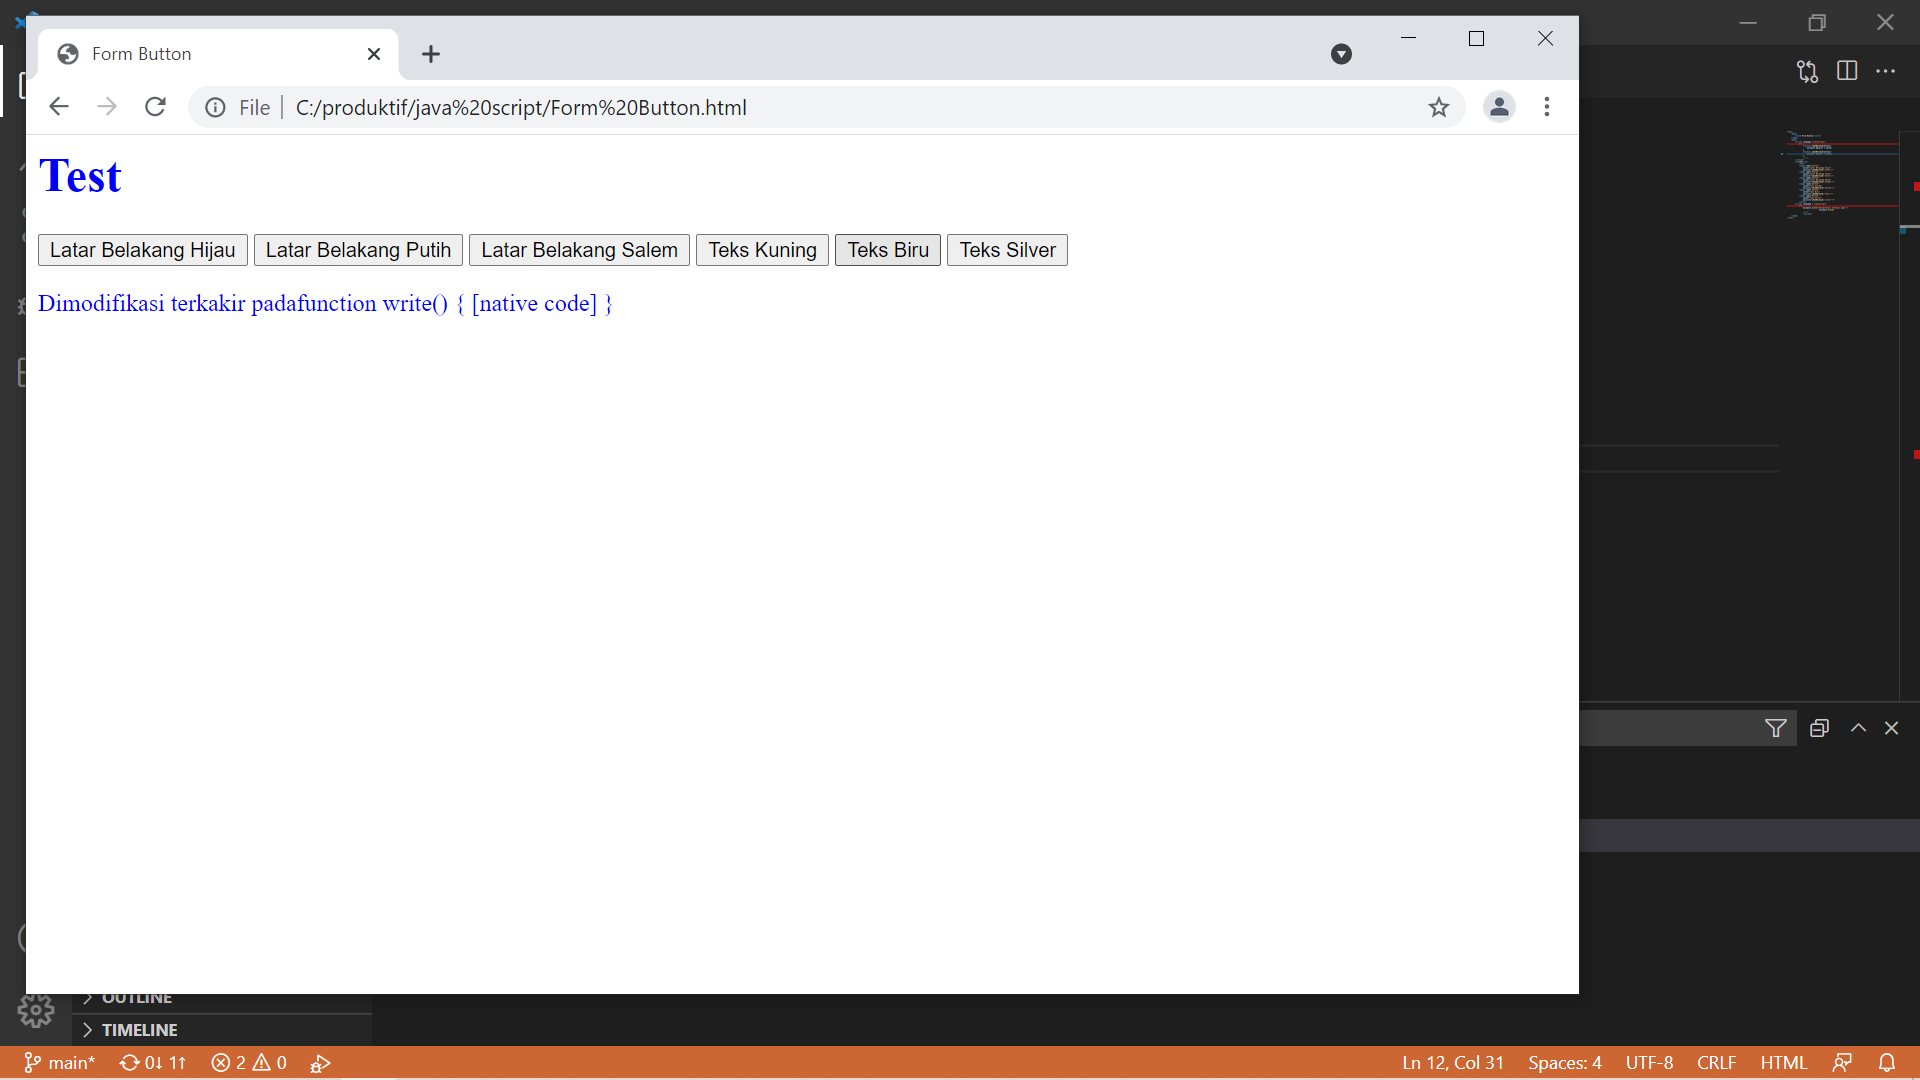 Form Button
File
C:/produktif/java%20script/Form%20Button.html
Test
Latar Belakang Hijau Latar Belakang Putih Latar Belakang Salem Teks Kuning Teks Biru Teks Silver
Dimodifikasi terkakir padafunction write() { [native code] }
OUTLINE
TIMELINE
main* 0↓ 1↑ 2 0 Ln 12, Col 31 Spaces: 4 UTF-8 CRLF HTML